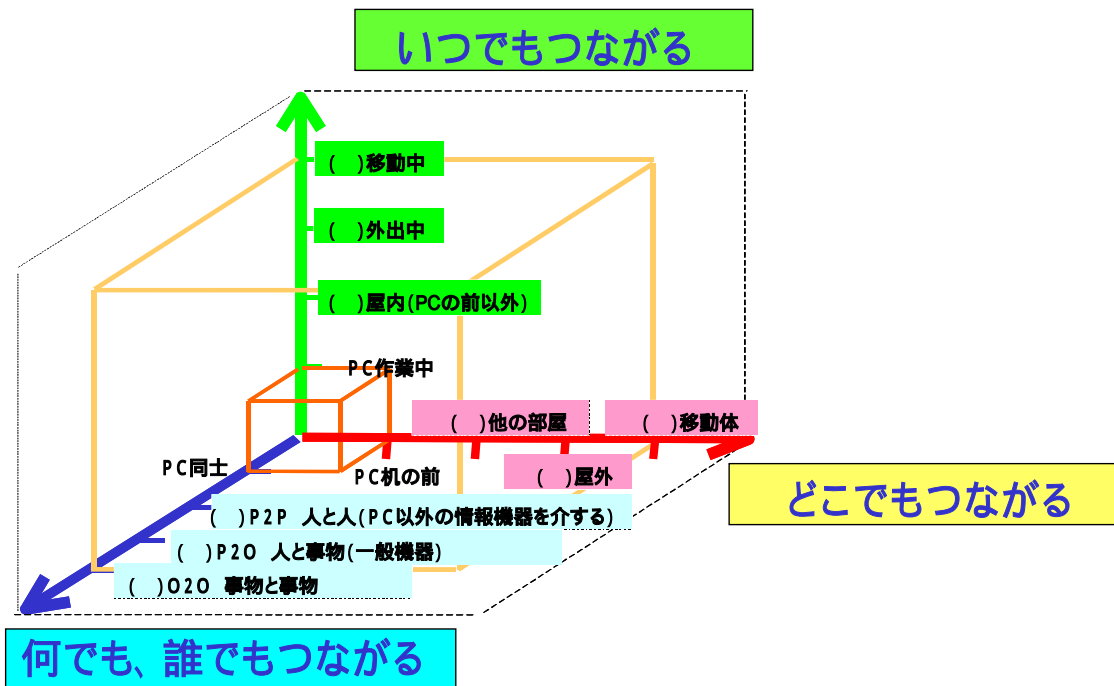 いつでもつながる
(　)移動中
(　)外出中
(　)屋内(PCの前以外)
PC作業中
(　)他の部屋
(　)移動体
PC同士
PC机の前
(　)屋外
どこでもつながる
(　)P2P 人と人(PC以外の情報機器を介する)
(　)P2O 人と事物(一般機器)
(　)O2O 事物と事物
何でも、誰でもつながる